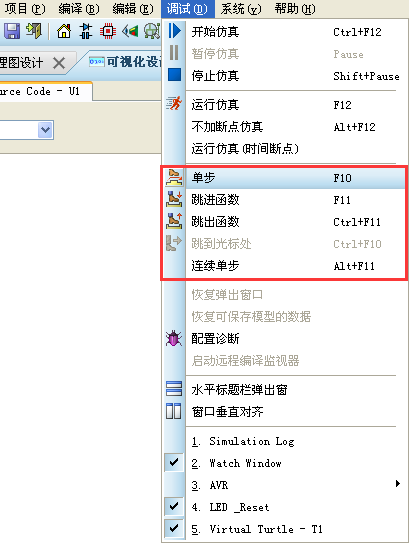 项目(P) 编译(B) 编辑(E) 调试(D) 系统(Y) 帮助(H)
开始仿真 Ctrl+F12
暂停仿真 Pause
理图设计 可视化设
停止仿真 Shift+Pause
urce Code - U1
运行仿真 F12
不加断点仿真 Alt+F12
运行仿真(时间断点)
单步 F10
跳进函数 F11
跳出函数 Ctrl+F11
跳到光标处 Ctrl+F10
连续单步 Alt+F11
恢复弹出窗口
恢复可保存模型的数据
配置诊断
启动远程编译监视器
水平标题栏弹出窗
窗口垂直对齐
1. Simulation Log
2. Watch Window
3. AVR
4. LED _Reset
5. Virtual Turtle - T1